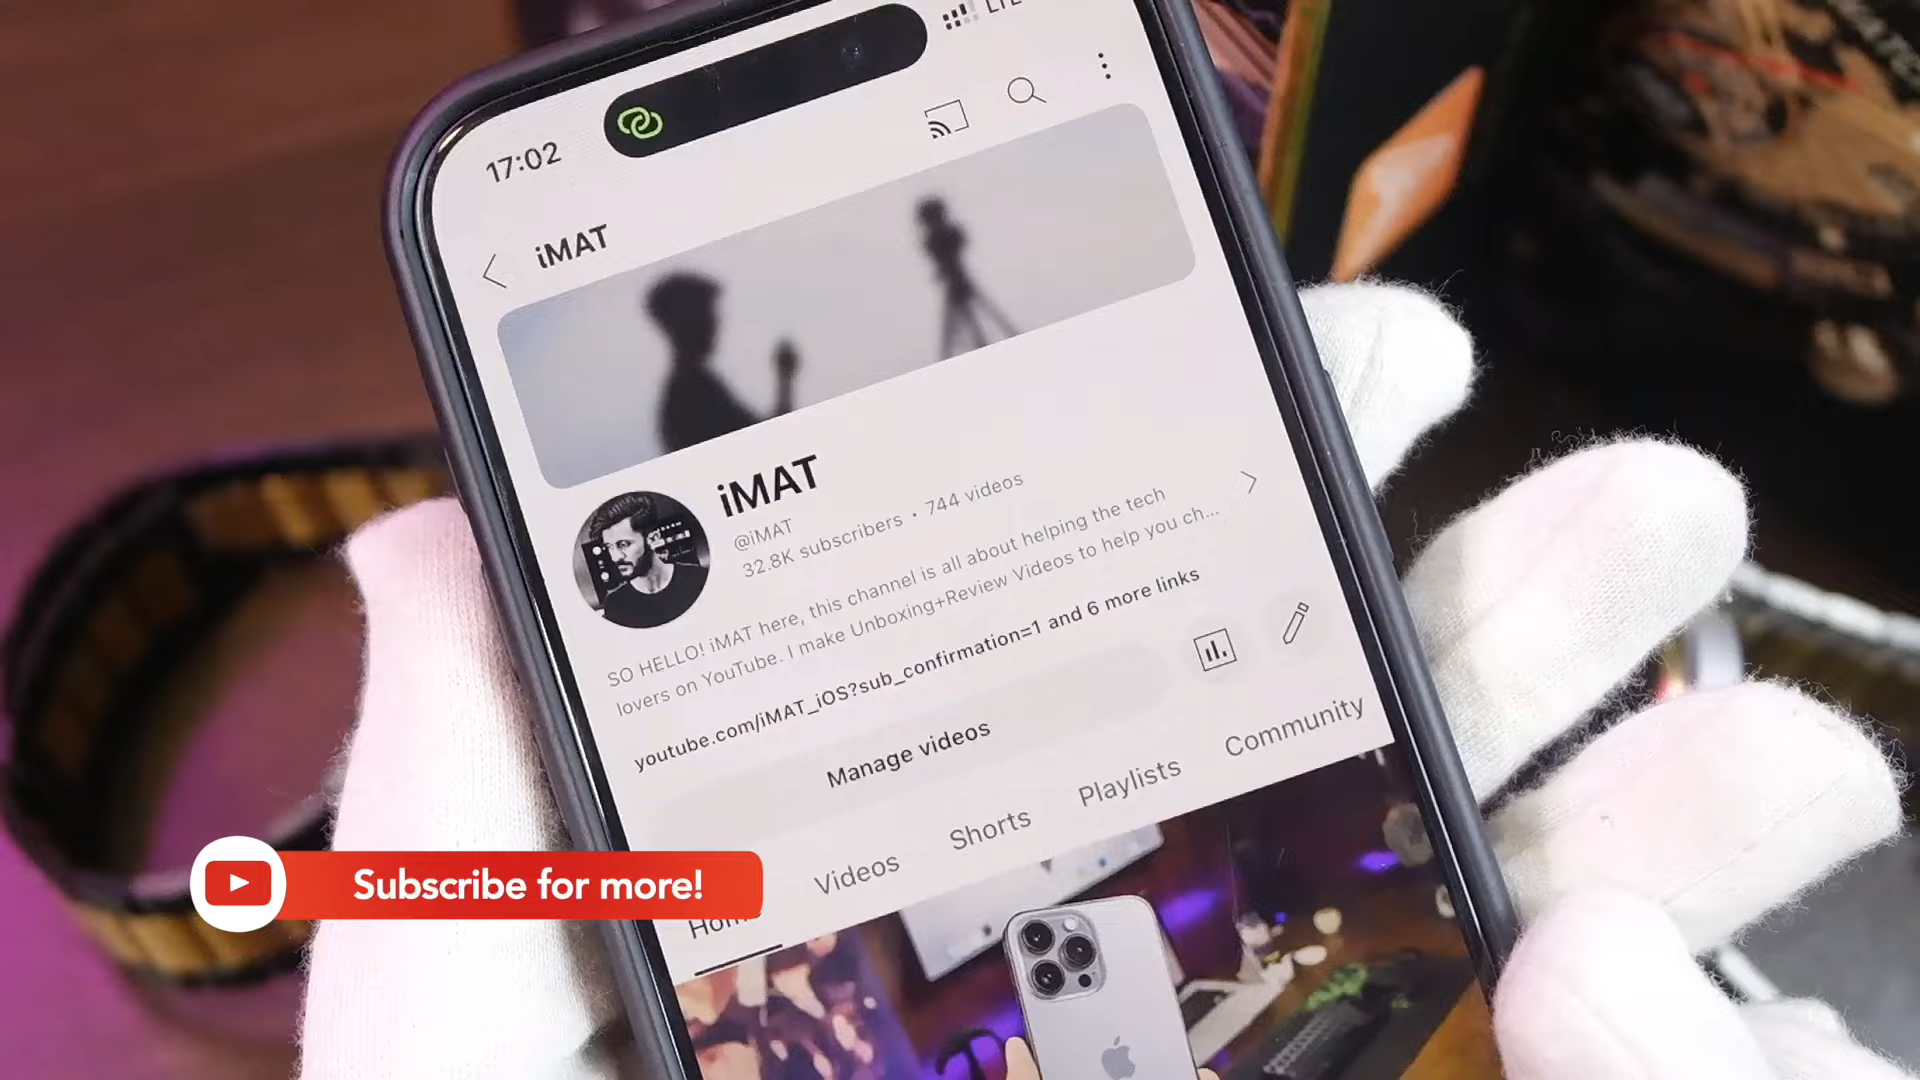 LTE
17:02
iMAT
iMAT
@iMAT
32.8K subscribers • 744 videos
SO HELLO! iMAT here, this channel is all about helping the tech
lovers on YouTube. I make Unboxing+Review Videos to help you ch...
youtube.com/iMAT_iOS?sub_confirmation=1 and 6 more links
Manage videos
Home Videos Shorts Playlists Community
Subscribe for more!